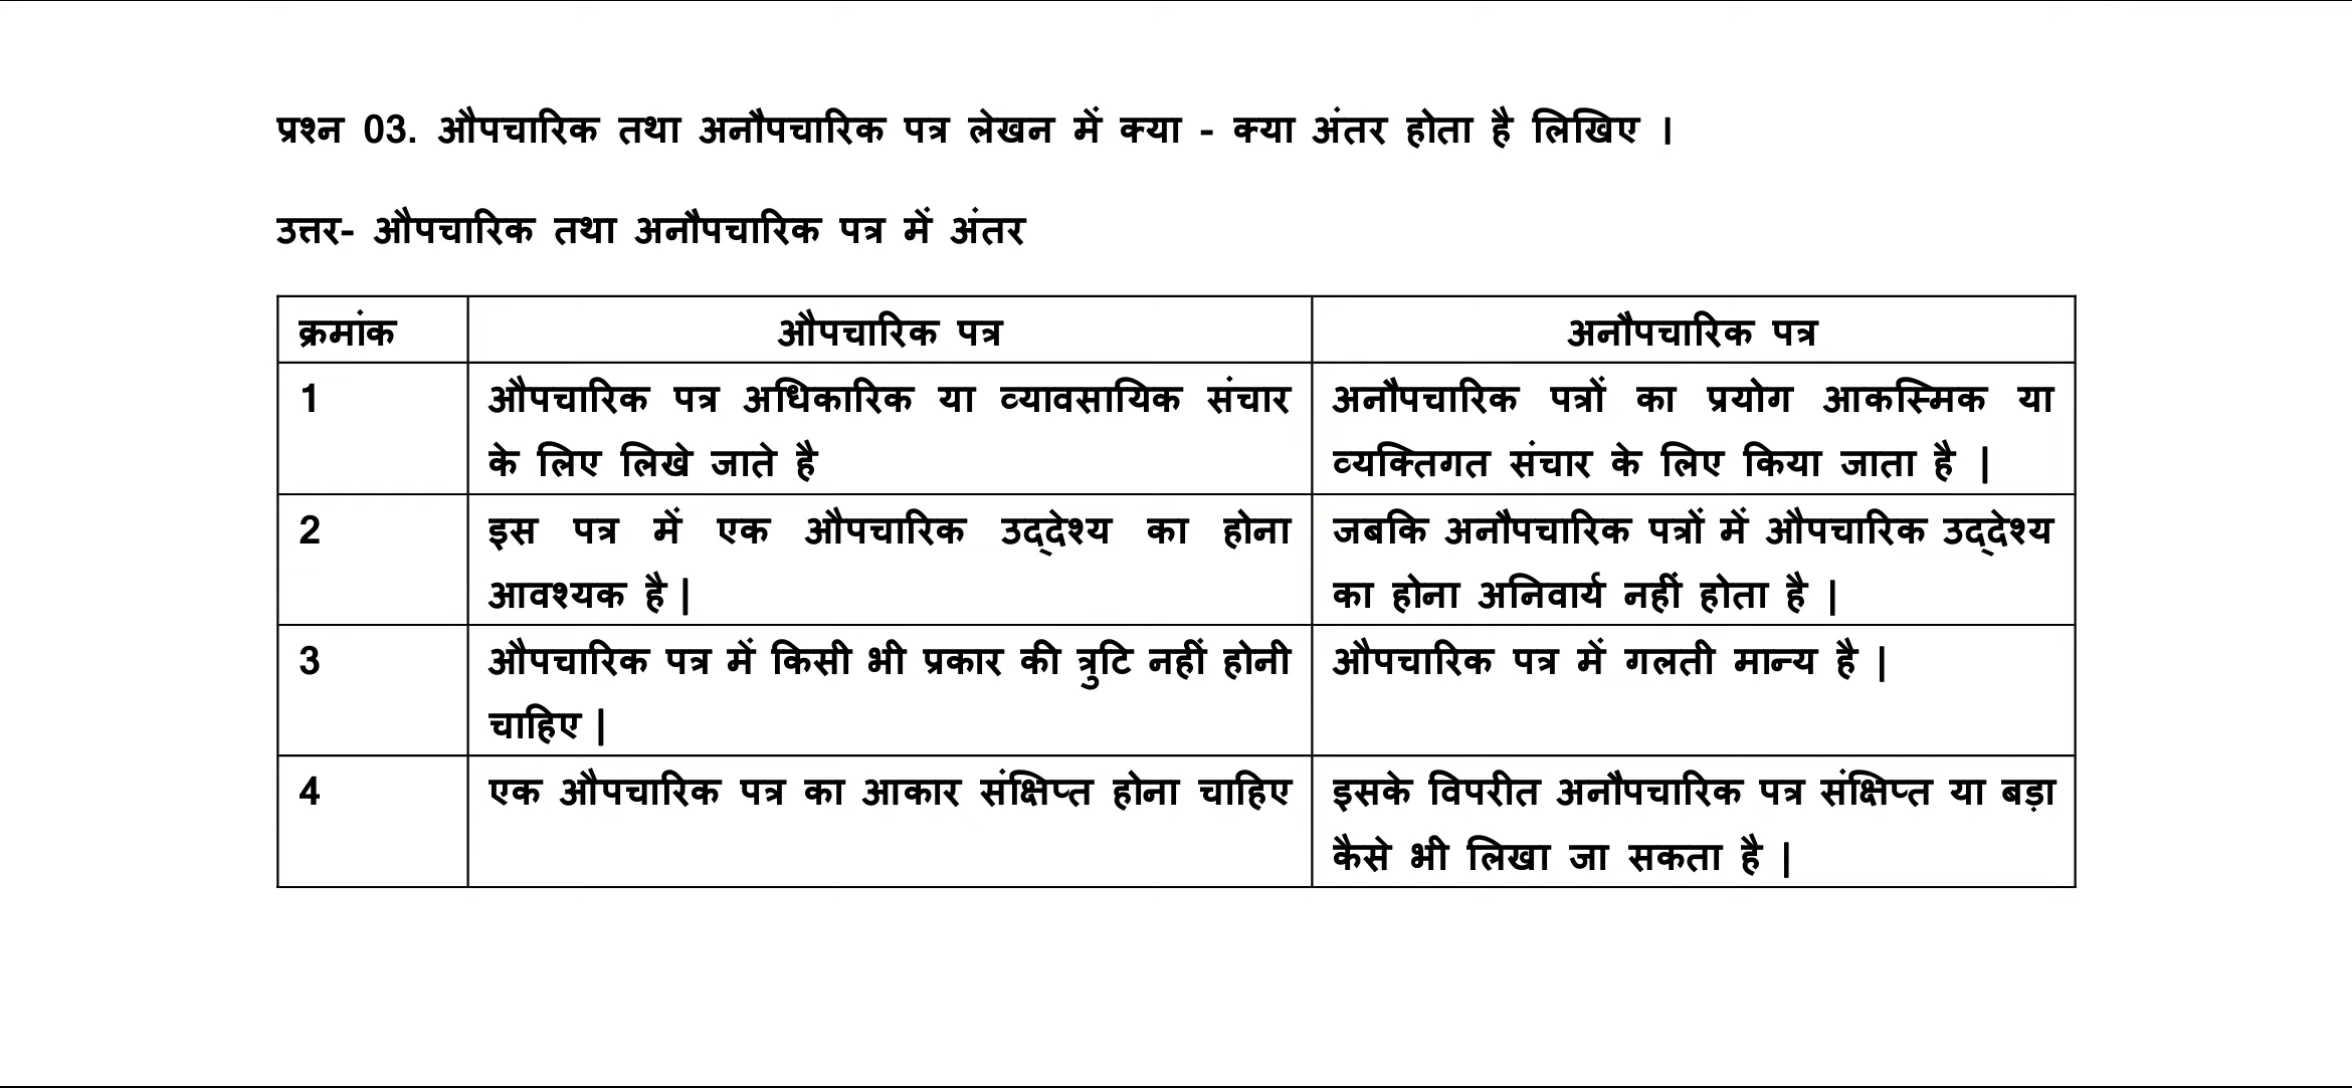 प्रश्न 03. औपचारिक तथा अनौपचारिक पत्र लेखन में क्या - क्या अंतर होता है लिखिए ।
उत्तर- औपचारिक तथा अनौपचारिक पत्र में अंतर
क्रमांक औपचारिक पत्र अनौपचारिक पत्र
1 औपचारिक पत्र अधिकारिक या व्यावसायिक संचार अनौपचारिक पत्रों का प्रयोग आकस्मिक या
के लिए लिखे जाते है व्यक्तिगत संचार के लिए किया जाता है |
2 इस पत्र में एक औपचारिक उद्देश्य का होना जबकि अनौपचारिक पत्रों में औपचारिक उद्देश्य
आवश्यक है | का होना अनिवार्य नहीं होता है |
3 औपचारिक पत्र में किसी भी प्रकार की त्रुटि नहीं होनी औपचारिक पत्र में गलती मान्य है |
चाहिए |
4 एक औपचारिक पत्र का आकार संक्षिप्त होना चाहिए इसके विपरीत अनौपचारिक पत्र संक्षिप्त या बड़ा
कैसे भी लिखा जा सकता है |